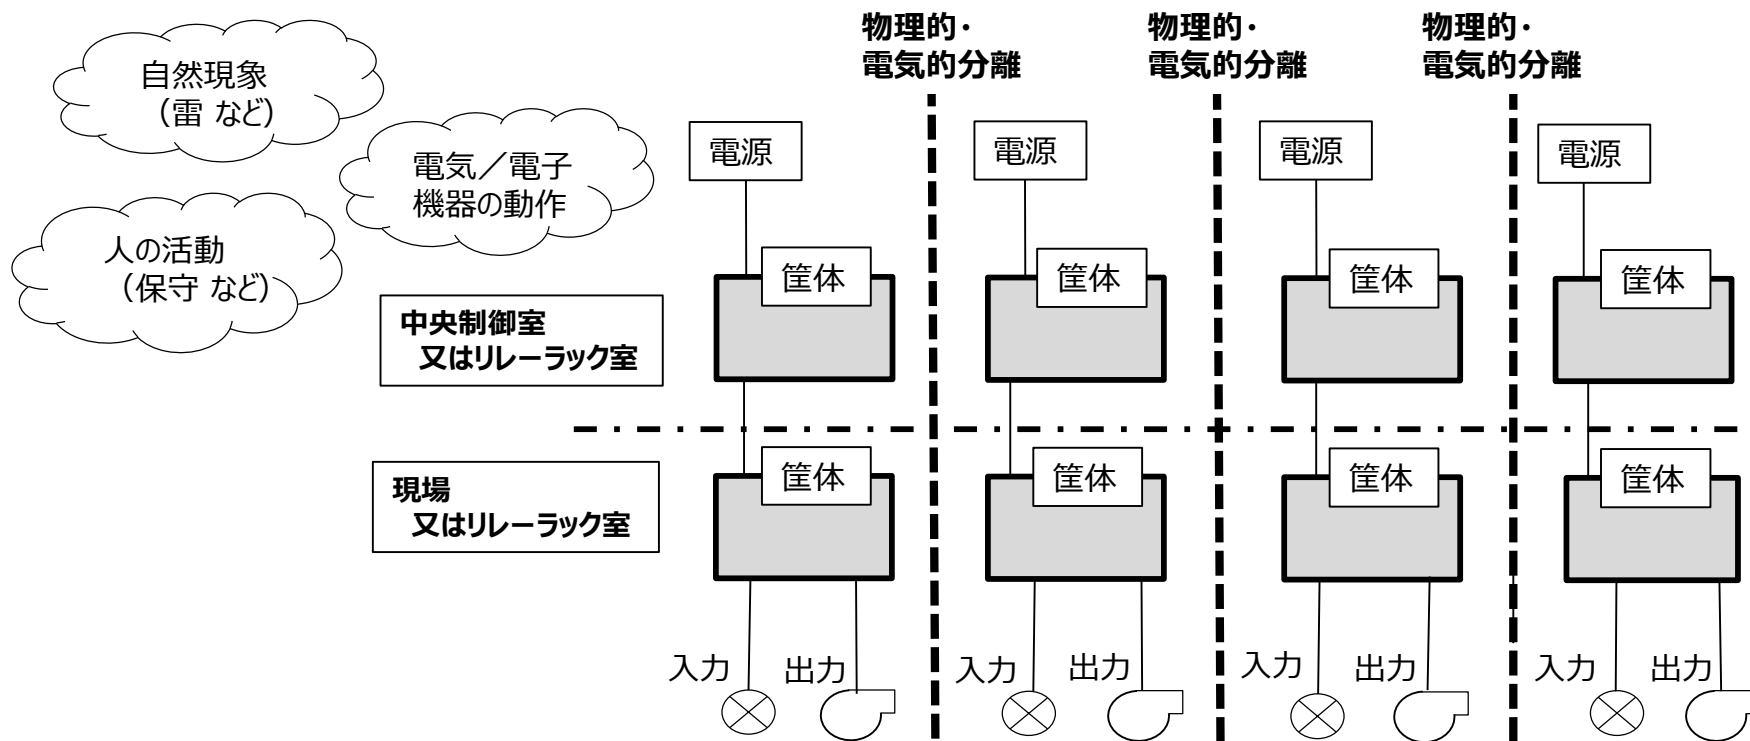 物理的・
電気的分離
物理的・
電気的分離
物理的・
電気的分離
自然現象
（雷 など）
電気／電子
機器の動作
人の活動
（保守 など）
電源
電源
電源
電源
筐体
筐体
筐体
筐体
中央制御室
又はリレーラック室
筐体
筐体
筐体
筐体
現場
又はリレーラック室
入力
出力
入力
出力
入力
出力
入力
出力